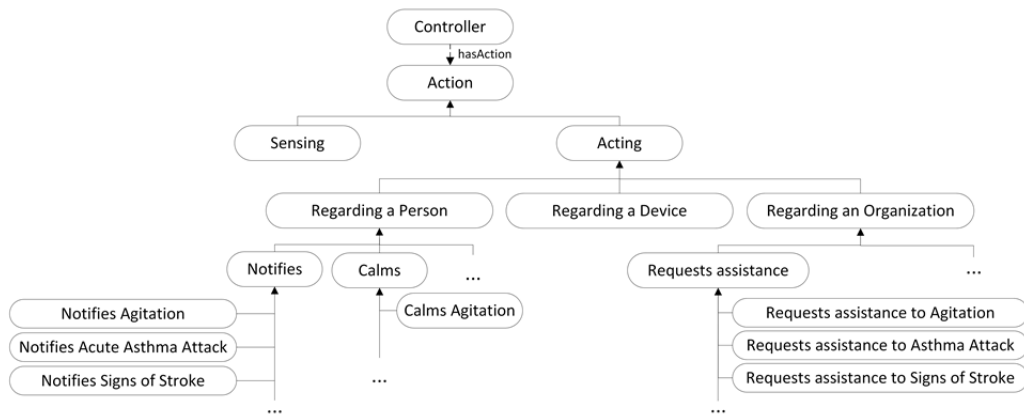 Controller
hasAction
Action
Sensing
Acting
Regarding a Person
Regarding a Device
Regarding an Organization
Notifies
Calms
...
Requests assistance
...
Notifies Agitation
Calms Agitation
Requests assistance to Agitation
Notifies Acute Asthma Attack
Requests assistance to Asthma Attack
Notifies Signs of Stroke
...
Requests assistance to Signs of Stroke
...
...